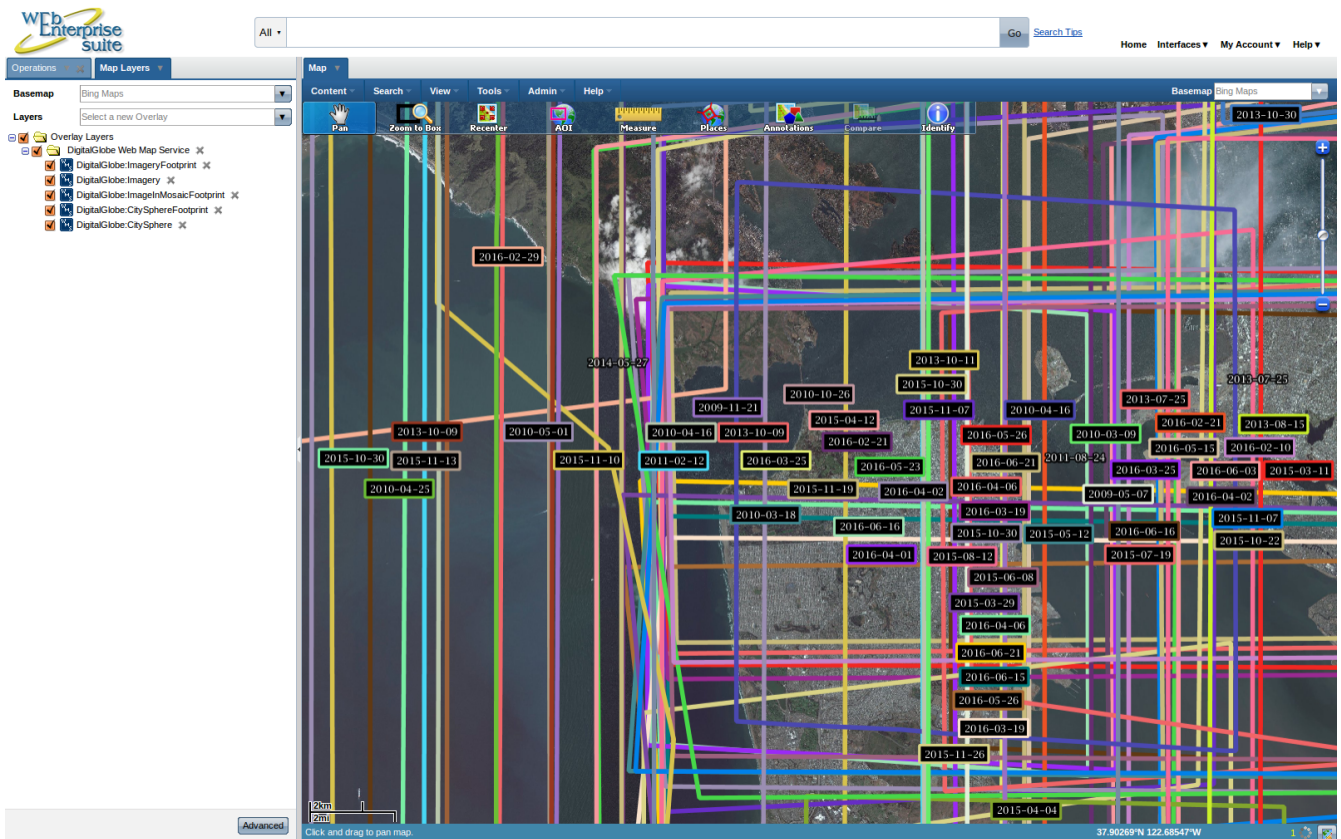 WEb
Enterprise
suite
All
Go
Search Tips
Home Interfaces My Account Help
Operations
Map Layers
Map
Basemap Bing Maps
Layers Select a new Overlay
Overlay Layers
DigitalGlobe Web Map Service
DigitalGlobe:ImageryFootprint
DigitalGlobe:Imagery
DigitalGlobe:ImageInMosaicFootprint
DigitalGlobe:CitySphereFootprint
DigitalGlobe:CitySphere
Advanced
Content Search View Tools Admin Help
Basemap Bing Maps
Pan Zoom to Box Recenter AOI Measure Places Annotations Compare Identify
2013-10-30
2016-02-29
2014-05-27
2013-10-11
2013-07-25
2015-10-30
2010-10-26
2013-07-25
2009-11-21
2015-11-07
2010-04-16
2015-04-12
2016-02-21
2013-08-15
2013-10-09
2010-05-01
2010-04-16
2013-10-09
2016-05-26
2010-03-09
2016-02-21
2016-05-15
2016-02-10
2015-10-30
2015-11-13
2015-11-10
2011-02-12
2016-03-25
2016-05-23
2016-06-21
2011-08-24
2016-03-25
2016-06-03
2015-03-11
2010-04-25
2015-11-19
2016-04-02
2016-04-06
2009-05-07
2016-04-02
2010-03-18
2016-03-19
2015-11-07
2016-06-16
2015-10-30
2015-05-12
2016-06-16
2015-10-22
2016-04-01
2015-08-12
2015-07-19
2015-06-08
2015-03-29
2016-04-06
2016-06-21
2016-06-15
2016-05-26
2016-03-19
2015-11-26
2015-04-04
2km
2mi
Click and drag to pan map.
37.90269°N 122.68547°W
1